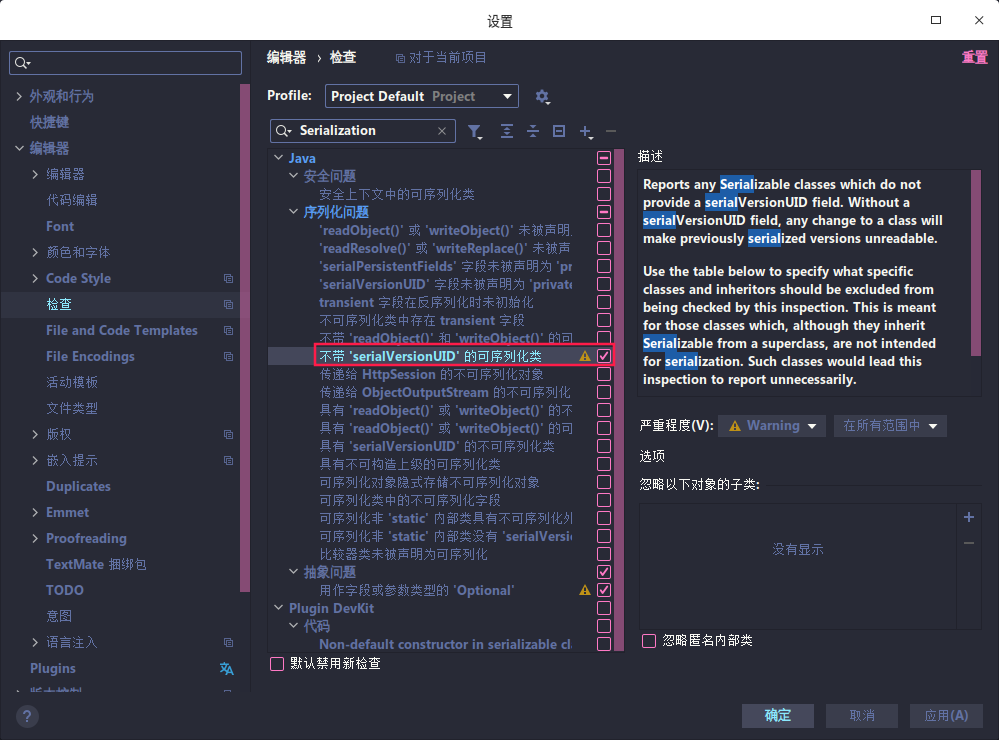 设置
外观和行为
快捷键
编辑器
编辑器
代码编辑
Font
颜色和字体
Code Style
检查
File and Code Templates
File Encodings
活动模板
文件类型
版权
嵌入提示
Duplicates
Emmet
Proofreading
TextMate 捆绑包
TODO
意图
语言注入
Plugins
版本控制
编辑器 › 检查 对于当前项目
重置
Profile: Project Default Project
Serialization
Java
安全问题
安全上下文中的可序列化类
序列化问题
'readObject()' 或 'writeObject()' 未被声明
'readResolve()' 或 'writeReplace()' 未被声
'serialPersistentFields' 字段未被声明为 'pr
'serialVersionUID' 字段未被声明为 'private
transient 字段在反序列化时未初始化
不可序列化类中存在 transient 字段
不带 'readObject()' 和 'writeObject()' 的可
不带 'serialVersionUID' 的可序列化类
传递给 HttpSession 的不可序列化对象
传递给 ObjectOutputStream 的不可序列化
具有 'readObject()' 或 'writeObject()' 的不
具有 'readObject()' 或 'writeObject()' 的可
具有 'serialVersionUID' 的不可序列化类
具有不可构造上级的可序列化类
可序列化对象隐式存储不可序列化对象
可序列化类中的不可序列化字段
可序列化非 'static' 内部类具有不可序列化外
可序列化非 'static' 内部类没有 'serialVersi
比较器类未被声明为可序列化
抽象问题
用作字段或参数类型的 'Optional'
Plugin DevKit
代码
Non-default constructor in serializable cl
默认禁用新检查
描述
Reports any Serializable classes which do not
provide a serialVersionUID field. Without a
serialVersionUID field, any change to a class will
make previously serialized versions unreadable.
Use the table below to specify what specific
classes and inheritors should be excluded from
being checked by this inspection. This is meant
for those classes which, although they inherit
Serializable from a superclass, are not intended
for serialization. Such classes would lead this
inspection to report unnecessarily.
严重程度(V): Warning 在所有范围中
选项
忽略以下对象的子类:
没有显示
忽略匿名内部类
?
确定 取消 应用(A)